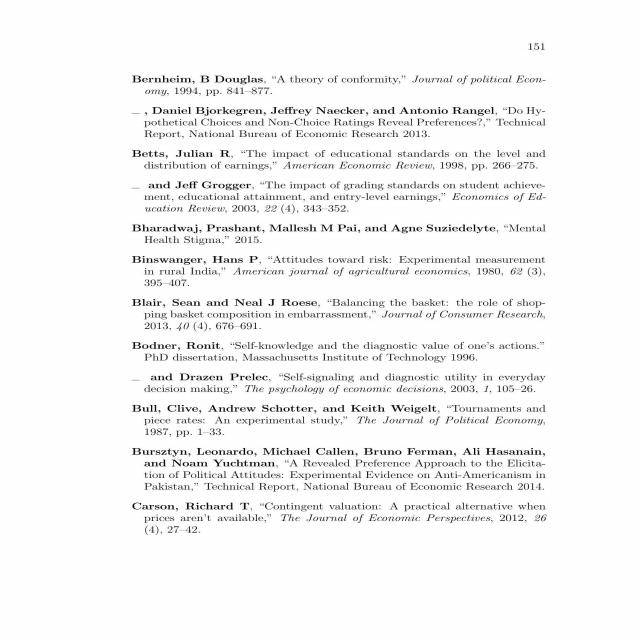 151
Bernheim, B Douglas, “A theory of conformity,” Journal of political Econ-
omy, 1994, pp. 841–877.
_ , Daniel Bjorkegren, Jeffrey Naecker, and Antonio Rangel, “Do Hy-
pothetical Choices and Non-Choice Ratings Reveal Preferences?,” Technical
Report, National Bureau of Economic Research 2013.
Betts, Julian R, “The impact of educational standards on the level and
distribution of earnings,” American Economic Review, 1998, pp. 266–275.
_ and Jeff Grogger, “The impact of grading standards on student achieve-
ment, educational attainment, and entry-level earnings,” Economics of Ed-
ucation Review, 2003, 22 (4), 343–352.
Bharadwaj, Prashant, Mallesh M Pai, and Agne Suziedelyte, “Mental
Health Stigma,” 2015.
Binswanger, Hans P, “Attitudes toward risk: Experimental measurement
in rural India,” American journal of agricultural economics, 1980, 62 (3),
395–407.
Blair, Sean and Neal J Roese, “Balancing the basket: the role of shop-
ping basket composition in embarrassment,” Journal of Consumer Research,
2013, 40 (4), 676–691.
Bodner, Ronit, “Self-knowledge and the diagnostic value of one’s actions.”
PhD dissertation, Massachusetts Institute of Technology 1996.
_ and Drazen Prelec, “Self-signaling and diagnostic utility in everyday
decision making,” The psychology of economic decisions, 2003, 1, 105–26.
Bull, Clive, Andrew Schotter, and Keith Weigelt, “Tournaments and
piece rates: An experimental study,” The Journal of Political Economy,
1987, pp. 1–33.
Bursztyn, Leonardo, Michael Callen, Bruno Ferman, Ali Hasanain,
and Noam Yuchtman, “A Revealed Preference Approach to the Elicita-
tion of Political Attitudes: Experimental Evidence on Anti-Americanism in
Pakistan,” Technical Report, National Bureau of Economic Research 2014.
Carson, Richard T, “Contingent valuation: A practical alternative when
prices aren’t available,” The Journal of Economic Perspectives, 2012, 26
(4), 27–42.